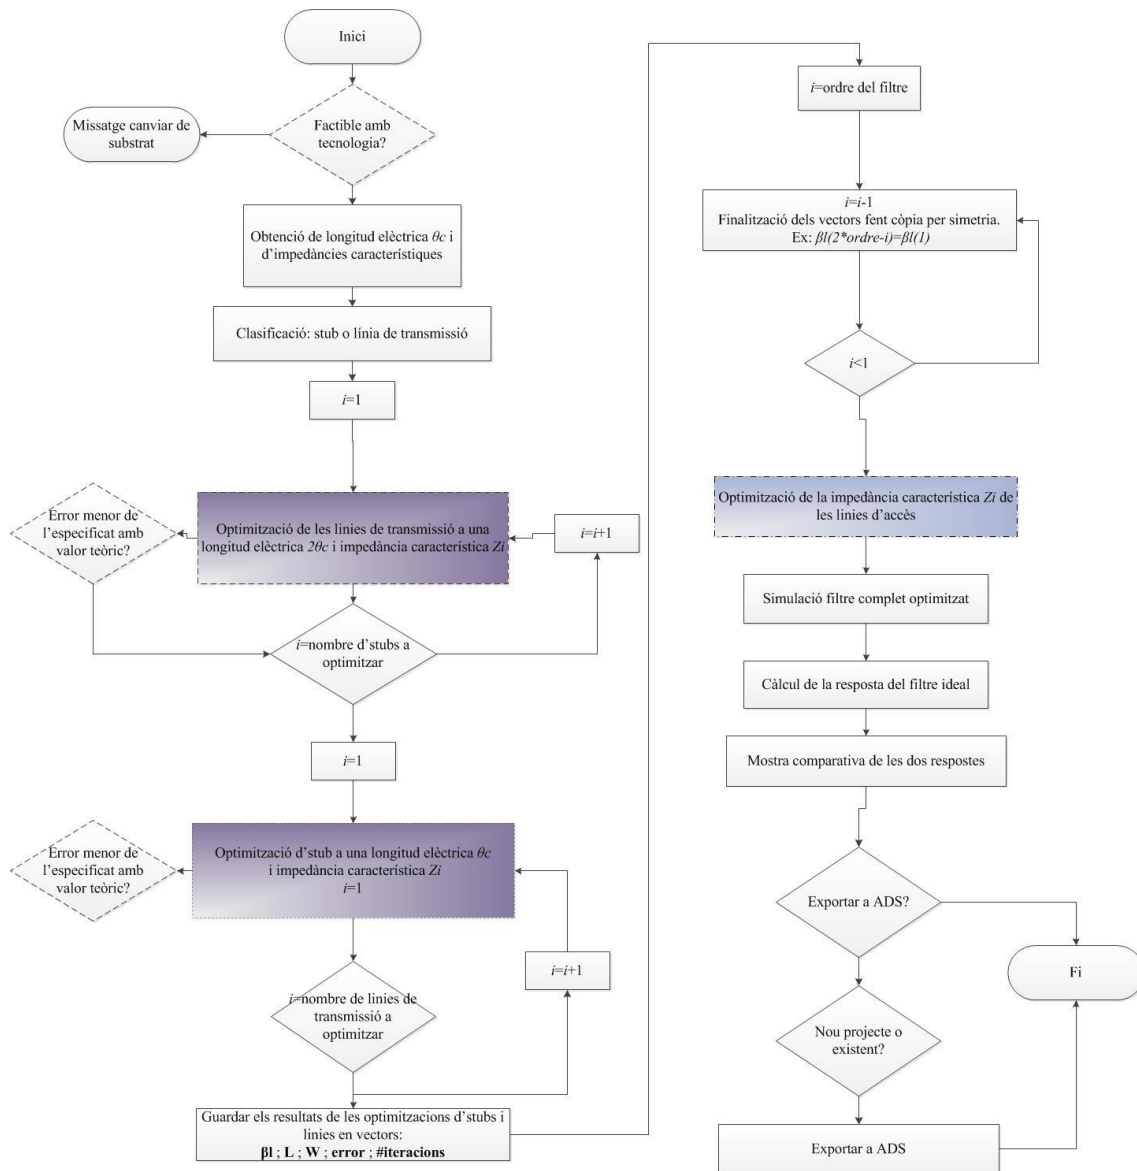 Inici
Factible amb
tecnologia?
Missatge canviar de
substrat
Obtenció de longitud elèctrica θc i
d'impedàncies característiques
Clasificació: stub o línia de transmissió
i=1
Optimització de les linies de transmissió a una
longitud elèctrica 2θc i impedància característica Zi
Error menor de
l'especificat amb
valor teòric?
i=i+1
i=nombre d'stubs a
optimitzar
i=1
Optimització d'stub a una longitud elèctrica θc
i impedància característica Zi
i=1
Error menor de
l'especificat amb
valor teòric?
i=i+1
i=nombre de linies de
transmissió a
optimitzar
Guardar els resultats de les optimitzacions d'stubs i
linies en vectors:
βl ; L ; W ; error ; #iteracions
i=ordre del filtre
i=i-1
Finalització dels vectors fent còpia per simetria.
Ex: βl(2*ordre-i)=βl(1)
i<1
Optimització de la impedància característica Zi de
les linies d'accès
Simulació filtre complet optimitzat
Càlcul de la resposta del filtre ideal
Mostra comparativa de les dos respostes
Exportar a ADS?
Fi
Nou projecte o
existent?
Exportar a ADS